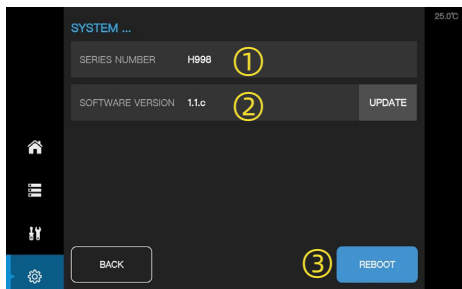 25.0℃
SYSTEM ...
SERIES NUMBER H998 ①
SOFTWARE VERSION 1.1.c ② UPDATE
BACK ③ REBOOT